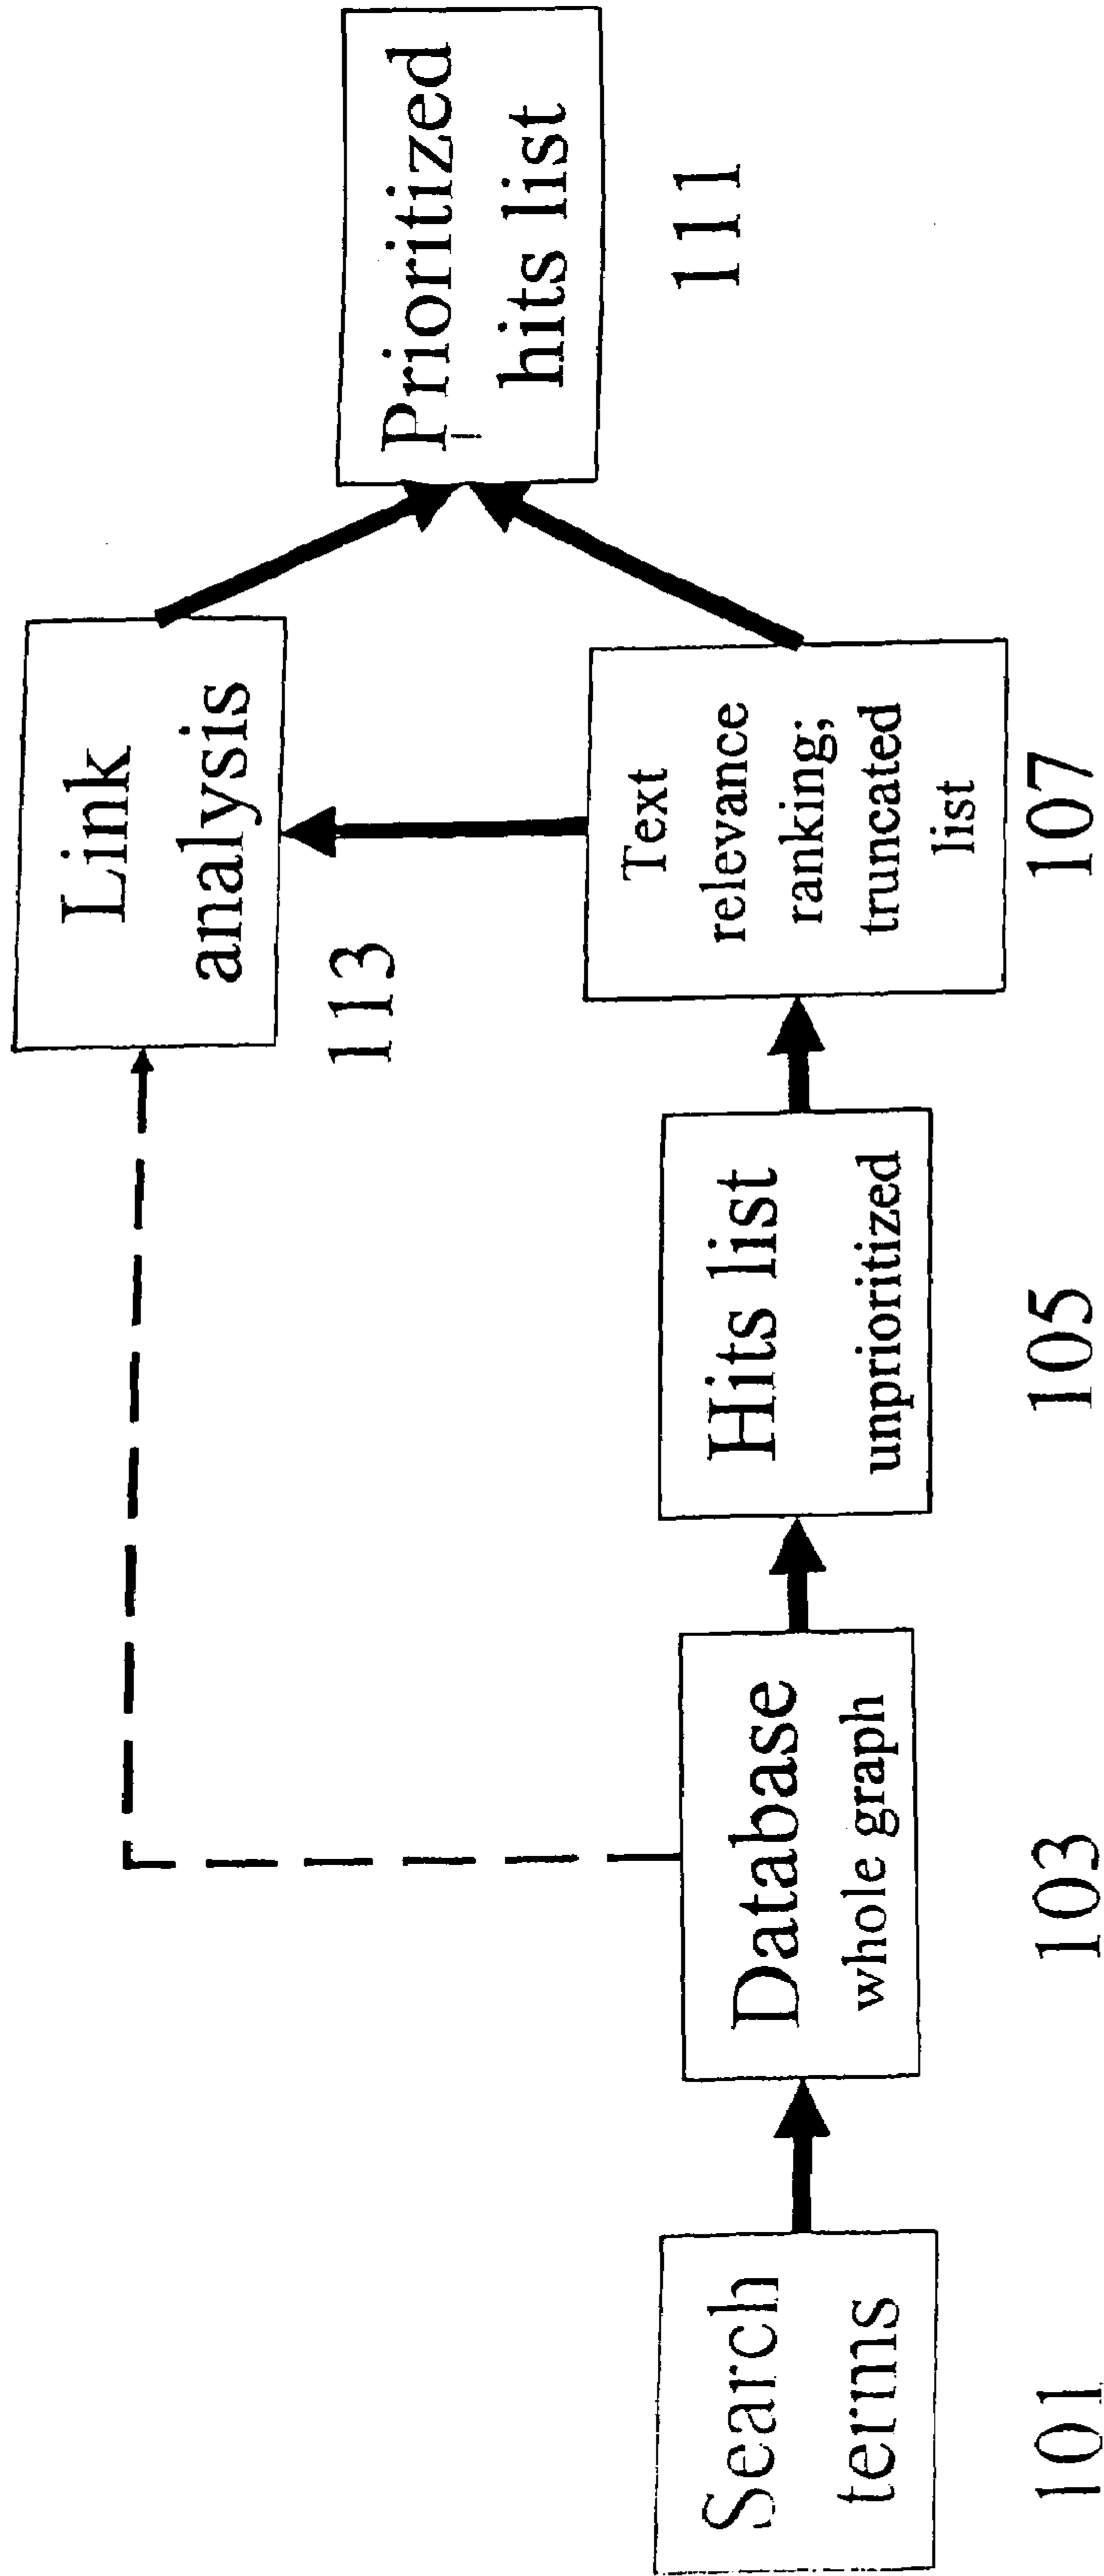 Link
analysis
113
Prioritized
hits list
111
Search
terms
101
Database
whole graph
103
Hits list
unprioritized
105
Text
relevance
ranking;
truncated
list
107